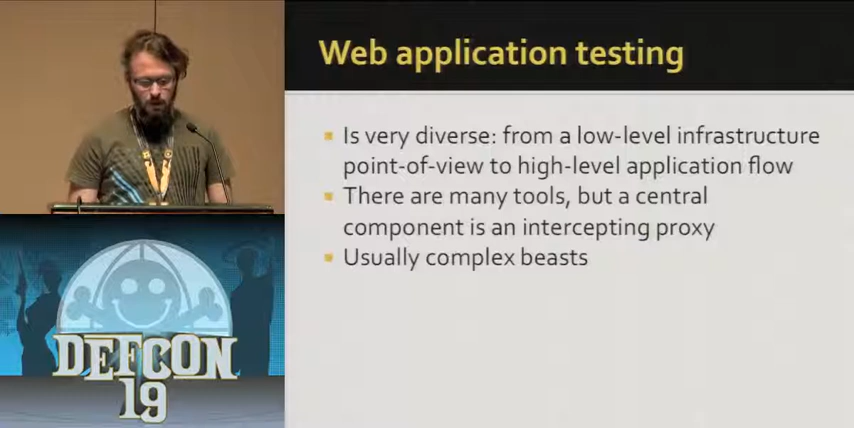 Web application testing
Is very diverse: from a low-level infrastructure
point-of-view to high-level application flow
There are many tools, but a central
component is an intercepting proxy
Usually complex beasts
DEFCON
19